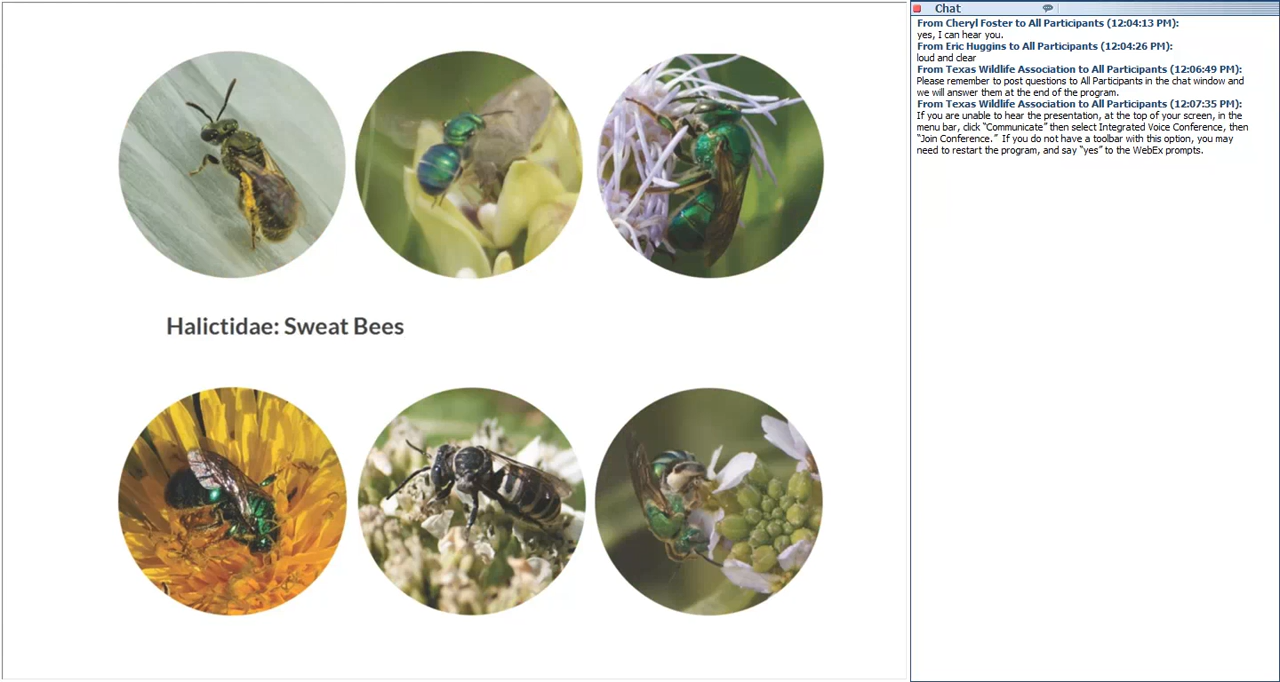 Halictidae: Sweat Bees
Chat
From Cheryl Foster to All Participants (12:04:13 PM):
yes, I can hear you.
From Eric Huggins to All Participants (12:04:26 PM):
loud and clear
From Texas Wildlife Association to All Participants (12:06:49 PM):
Please remember to post questions to All Participants in the chat window and
we will answer them at the end of the program.
From Texas Wildlife Association to All Participants (12:07:35 PM):
If you are unable to hear the presentation, at the top of your screen, in the
menu bar, click “Communicate” then select Integrated Voice Conference, then
“Join Conference.”  If you do not have a toolbar with this option, you may
need to restart the program, and say “yes” to the WebEx prompts.